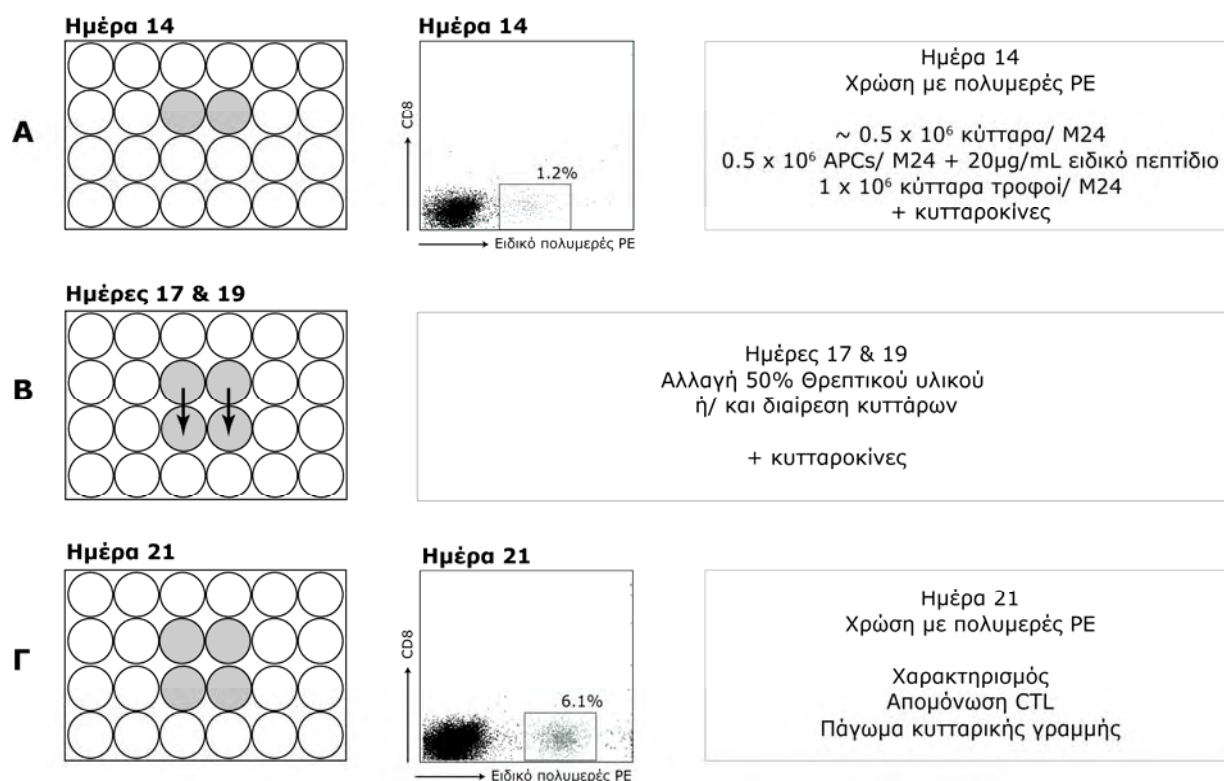 Ημέρα 14
Ημέρα 14
A
CD8
1.2%
Ειδικό πολυμερές PE
Ημέρα 14
Χρώση με πολυμερές PE
~ 0.5 x 10⁶ κύτταρα/ M24
0.5 x 10⁶ APCs/ M24 + 20μg/mL ειδικό πεπτίδιο
1 x 10⁶ κύτταρα τροφοί/ M24
+ κυτταροκίνες
Ημέρες 17 & 19
B
Ημέρες 17 & 19
Αλλαγή 50% Θρεπτικού υλικού
ή/ και διαίρεση κυττάρων
+ κυτταροκίνες
Ημέρα 21
Ημέρα 21
Γ
CD8
6.1%
Ειδικό πολυμερές PE
Ημέρα 21
Χρώση με πολυμερές PE
Χαρακτηρισμός
Απομόνωση CTL
Πάγωμα κυτταρικής γραμμής